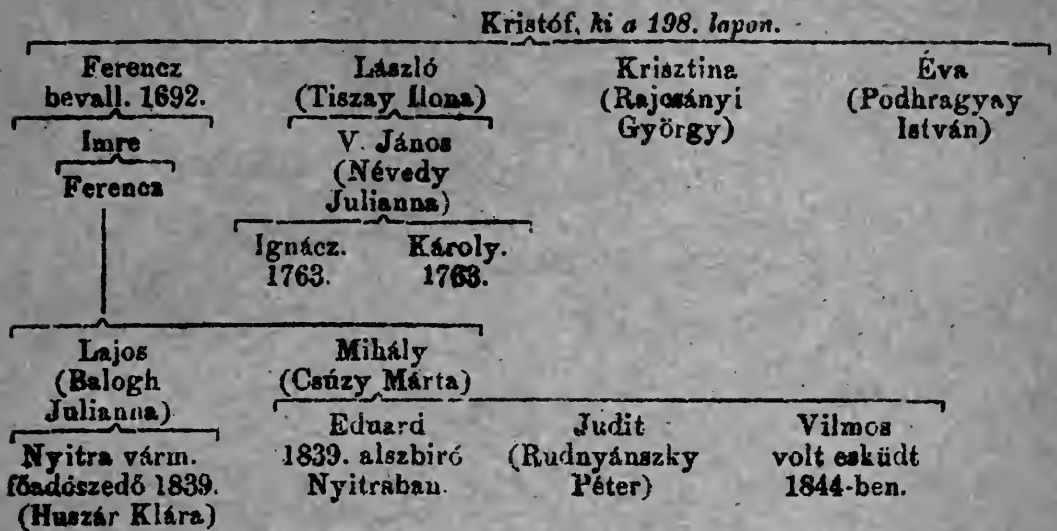 Kristóf, ki a 198. lapon.
Ferencz László Krisztina Éva
bevall. 1692. (Tiszay Ilona) (Rajcsányi (Podhragyay
György) István)
Imre V. János
(Névedy
Ferencz Julianna)
Ignácz. Károly.
1763. 1763.
Lajos Mihály
(Balogh (Csúzy Márta)
Julianna)
Eduard Judit Vilmos
Nyitra várm. 1839. alszbiró (Rudnyánszky volt esküdt
főadószedő 1839. Nyitraban. Péter) 1844-ben.
(Huszár Klára)